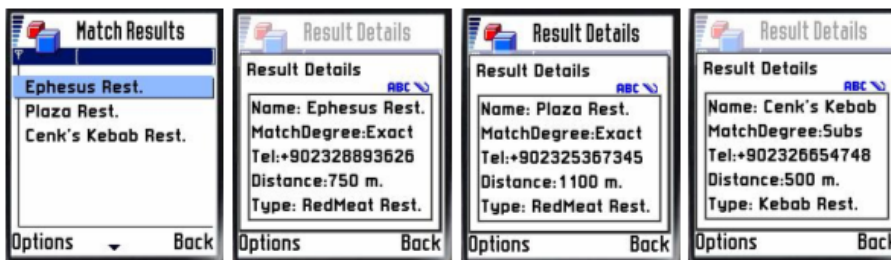 Match Results
Ephesus Rest.
Plaza Rest.
Cenk's Kebab Rest.
Options
Back
Result Details
Result Details
ABC
Name: Ephesus Rest.
MatchDegree:Exact
Tel:+902328893626
Distance:750 m.
Type: RedMeat Rest.
Options
Back
Result Details
Result Details
ABC
Name: Plaza Rest.
MatchDegree:Exact
Tel:+902325367345
Distance:1100 m.
Type: RedMeat Rest.
Options
Back
Result Details
Result Details
ABC
Name: Cenk's Kebab
MatchDegree:Subs
Tel:+902326654748
Distance:500 m.
Type: Kebab Rest.
Options
Back